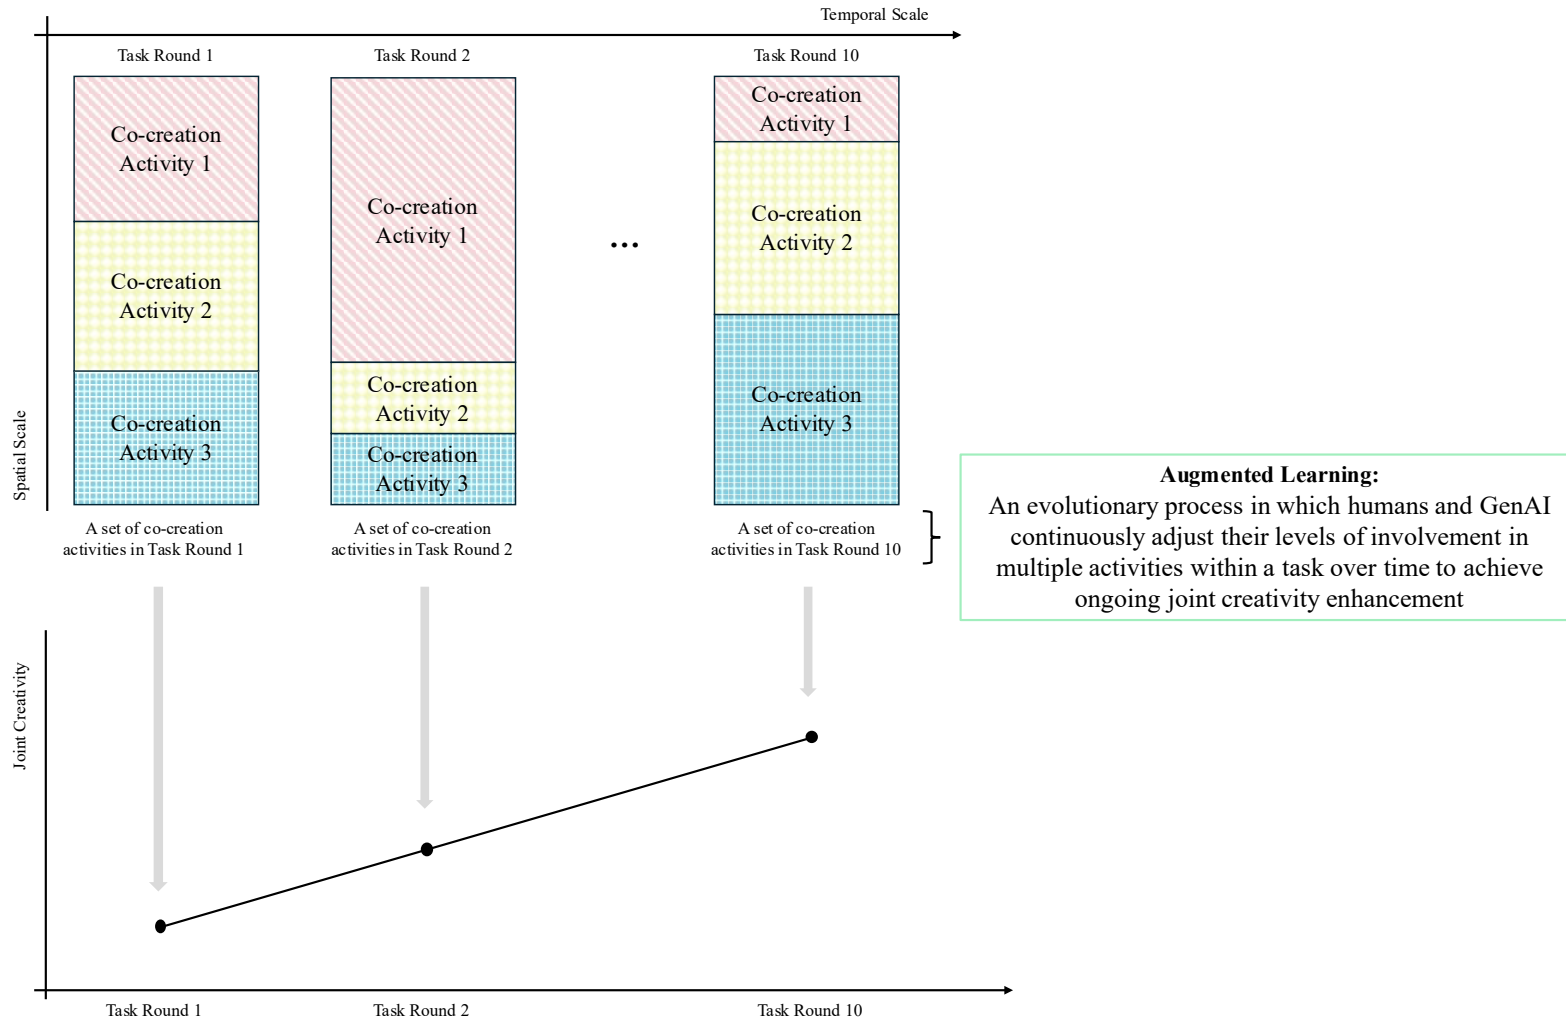 Temporal Scale
Task Round 1
Task Round 2
Task Round 10
Co-creation
Activity 1
Co-creation
Activity 2
Co-creation
Activity 3
Co-creation
Activity 1
Co-creation
Activity 2
Co-creation
Activity 3
...
Co-creation
Activity 1
Co-creation
Activity 2
Co-creation
Activity 3
Spatial Scale
A set of co-creation
activities in Task Round 1
A set of co-creation
activities in Task Round 2
A set of co-creation
activities in Task Round 10
Augmented Learning:
An evolutionary process in which humans and GenAI
continuously adjust their levels of involvement in
multiple activities within a task over time to achieve
ongoing joint creativity enhancement
Joint Creativity
Task Round 1
Task Round 2
Task Round 10